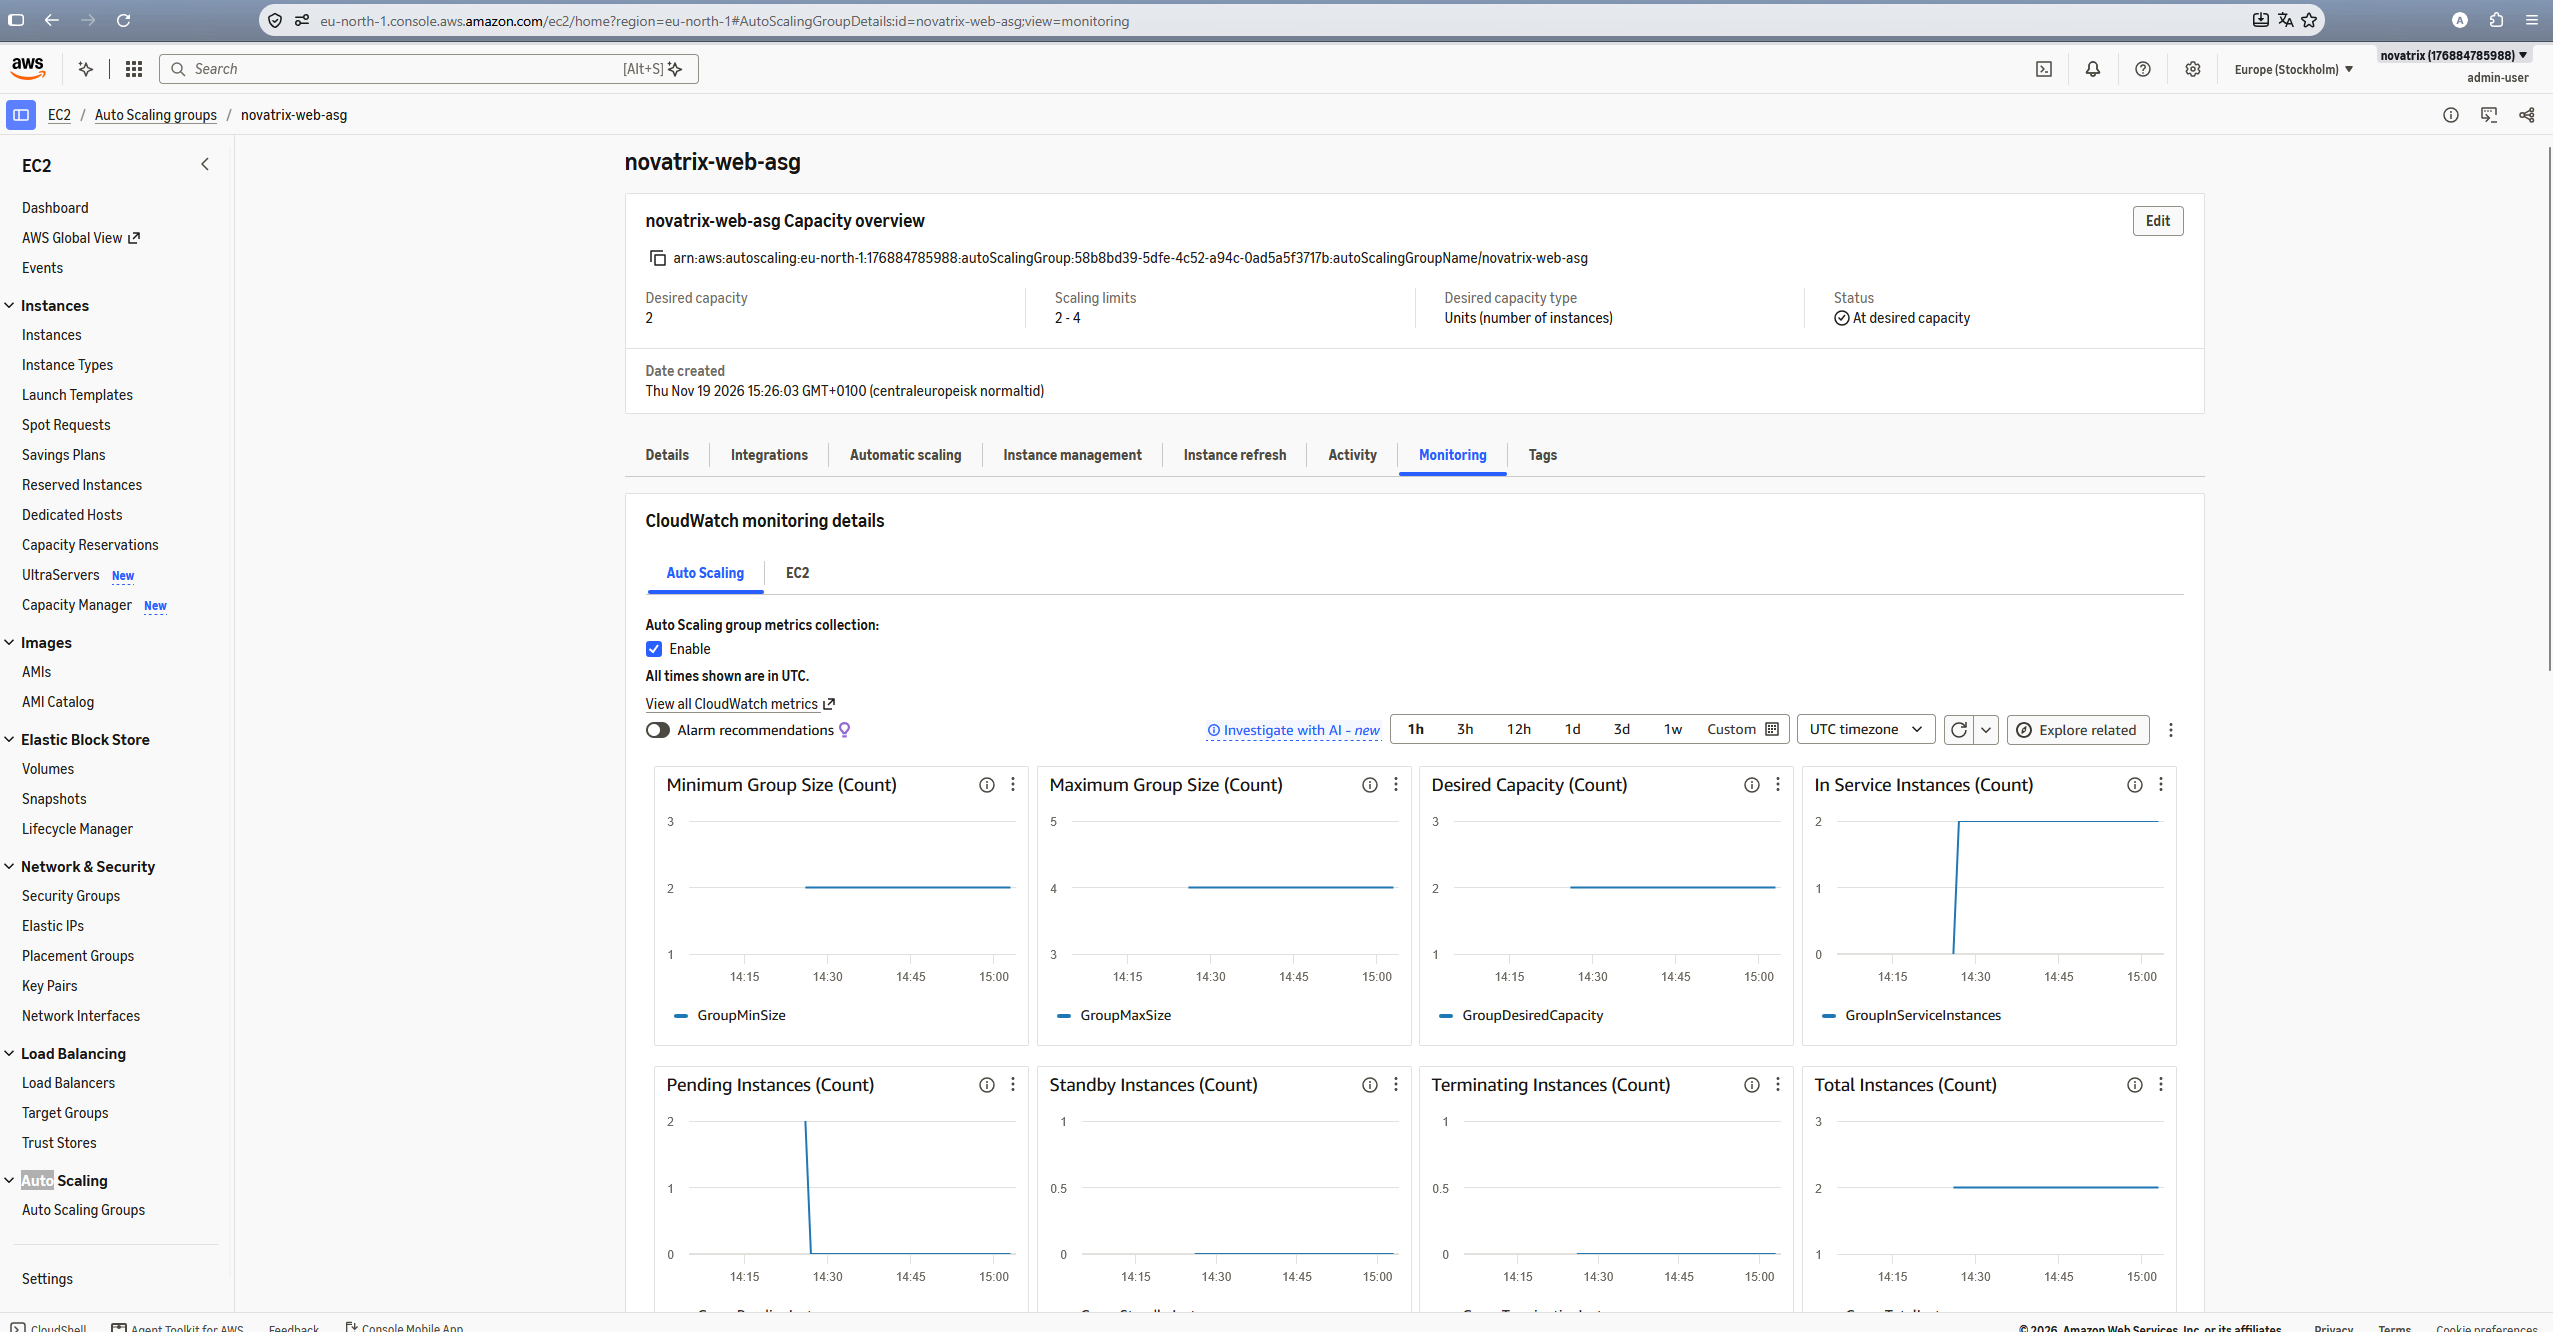 eu-north-1.console.aws.amazon.com/ec2/home?region=eu-north-1#AutoScalingGroupDetails:id=novatrix-web-asg;view=monitoring
A
aws
Search
[Alt+S]
Europe (Stockholm)
novatrix (176884785988)
admin-user
EC2 / Auto Scaling groups / novatrix-web-asg
EC2
Dashboard
AWS Global View
Events
Instances
Instances
Instance Types
Launch Templates
Spot Requests
Savings Plans
Reserved Instances
Dedicated Hosts
Capacity Reservations
UltraServers New
Capacity Manager New
Images
AMIs
AMI Catalog
Elastic Block Store
Volumes
Snapshots
Lifecycle Manager
Network & Security
Security Groups
Elastic IPs
Placement Groups
Key Pairs
Network Interfaces
Load Balancing
Load Balancers
Target Groups
Trust Stores
Auto Scaling
Auto Scaling Groups
Settings
novatrix-web-asg
novatrix-web-asg Capacity overview
Edit
arn:aws:autoscaling:eu-north-1:176884785988:autoScalingGroup:58b8bd39-5dfe-4c52-a94c-0ad5a5f3717b:autoScalingGroupName/novatrix-web-asg
Desired capacity
2
Scaling limits
2 - 4
Desired capacity type
Units (number of instances)
Status
At desired capacity
Date created
Thu Nov 19 2026 15:26:03 GMT+0100 (centraleuropeisk normaltid)
Details Integrations Automatic scaling Instance management Instance refresh Activity Monitoring Tags
CloudWatch monitoring details
Auto Scaling EC2
Auto Scaling group metrics collection:
Enable
All times shown are in UTC.
View all CloudWatch metrics
Alarm recommendations
Investigate with AI - new
1h 3h 12h 1d 3d 1w Custom
UTC timezone
Explore related
Minimum Group Size (Count)
3
2
1
14:15 14:30 14:45 15:00
GroupMinSize
Maximum Group Size (Count)
5
4
3
14:15 14:30 14:45 15:00
GroupMaxSize
Desired Capacity (Count)
3
2
1
14:15 14:30 14:45 15:00
GroupDesiredCapacity
In Service Instances (Count)
2
1
0
14:15 14:30 14:45 15:00
GroupInServiceInstances
Pending Instances (Count)
2
1
0
14:15 14:30 14:45 15:00
Standby Instances (Count)
1
0.5
0
14:15 14:30 14:45 15:00
Terminating Instances (Count)
1
0.5
0
14:15 14:30 14:45 15:00
Total Instances (Count)
3
2
1
14:15 14:30 14:45 15:00
CloudShell Agent Toolkit for AWS Feedback Console Mobile App
© 2026, Amazon Web Services, Inc. or its affiliates. Privacy Terms Cookie preferences